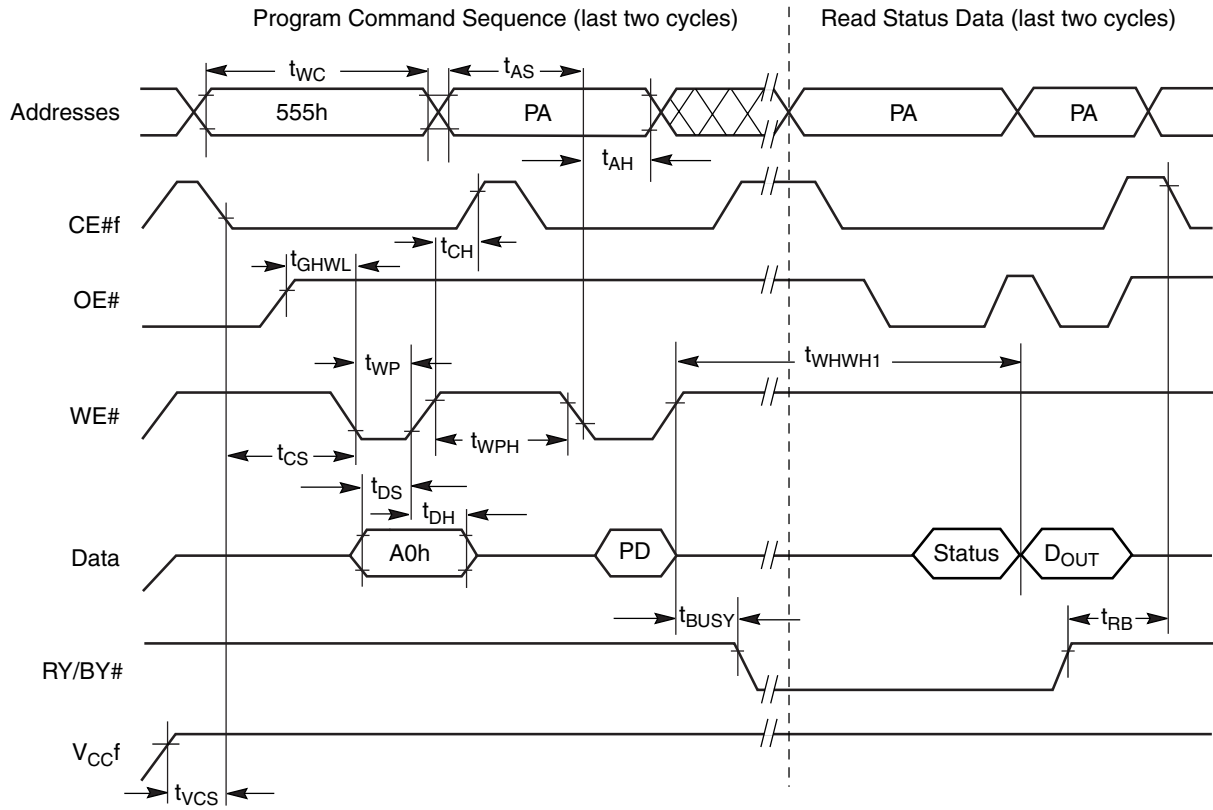 Program Command Sequence (last two cycles)
Read Status Data (last two cycles)
tWC
tAS
Addresses
555h
PA
PA
PA
tAH
CE#f
tCH
tGHWL
OE#
tWP
tWHWH1
WE#
tCS
tWPH
tDS
tDH
Data
A0h
PD
Status
DOUT
tBUSY
tRB
RY/BY#
VCCf
tVCS